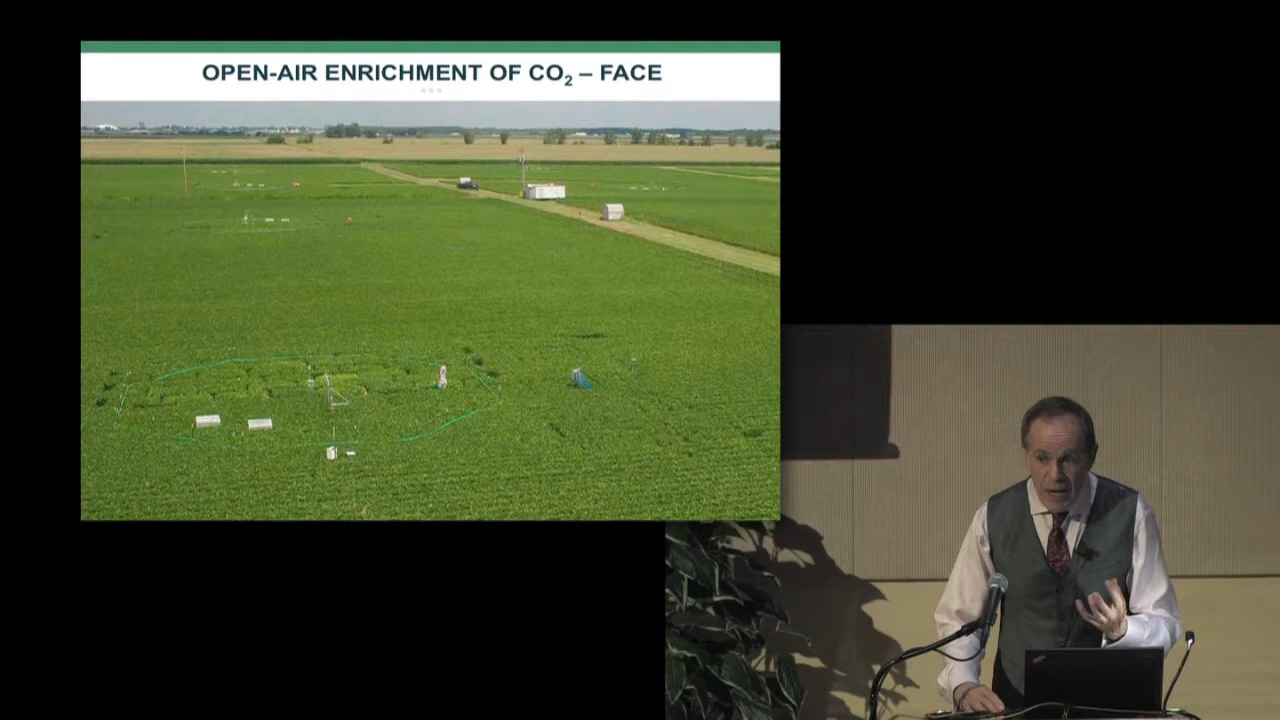 OPEN-AIR ENRICHMENT OF CO₂ – FACE